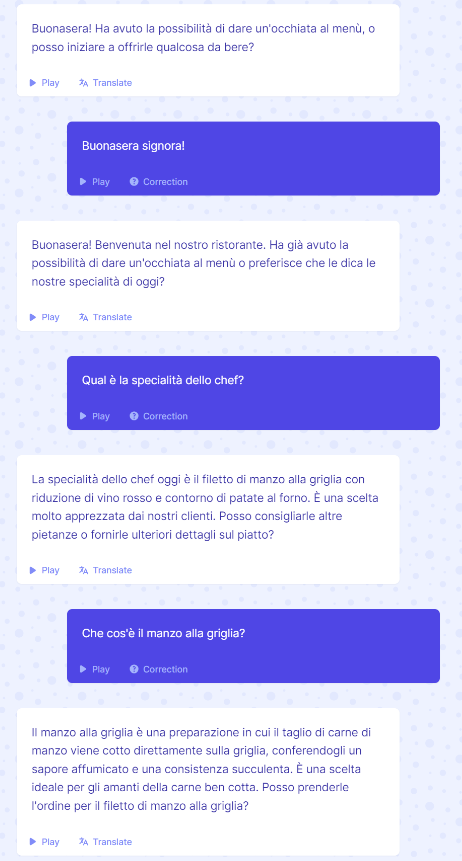 Buonasera! Ha avuto la possibilità di dare un'occhiata al menù, o
posso iniziare a offrirle qualcosa da bere?
Play Translate
Buonasera signora!
Play Correction
Buonasera! Benvenuta nel nostro ristorante. Ha già avuto la
possibilità di dare un'occhiata al menù o preferisce che le dica le
nostre specialità di oggi?
Play Translate
Qual è la specialità dello chef?
Play Correction
La specialità dello chef oggi è il filetto di manzo alla griglia con
riduzione di vino rosso e contorno di patate al forno. È una scelta
molto apprezzata dai nostri clienti. Posso consigliarle altre
pietanze o fornirle ulteriori dettagli sul piatto?
Play Translate
Che cos'è il manzo alla griglia?
Play Correction
Il manzo alla griglia è una preparazione in cui il taglio di carne di
manzo viene cotto direttamente sulla griglia, conferendogli un
sapore affumicato e una consistenza succulenta. È una scelta
ideale per gli amanti della carne ben cotta. Posso prenderle
l'ordine per il filetto di manzo alla griglia?
Play Translate